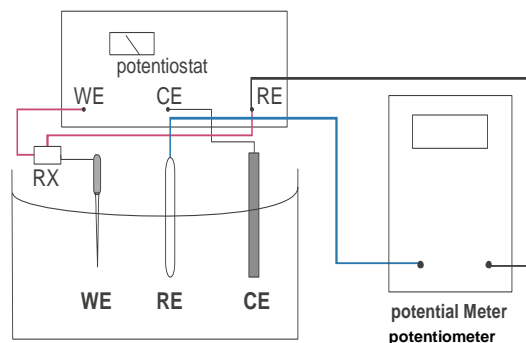 potentiostat
WE CE RE
RX
WE RE CE
potential Meter
potentiometer